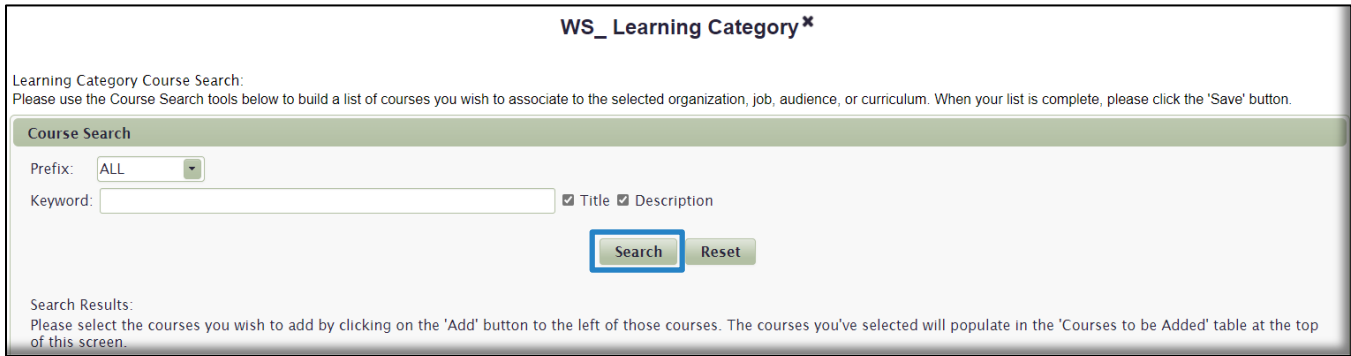 WS_ Learning Category✖
Learning Category Course Search:
Please use the Course Search tools below to build a list of courses you wish to associate to the selected organization, job, audience, or curriculum. When your list is complete, please click the 'Save' button.
Course Search
Prefix: ALL
Keyword: Title Description
Search Reset
Search Results:
Please select the courses you wish to add by clicking on the 'Add' button to the left of those courses. The courses you've selected will populate in the 'Courses to be Added' table at the top
of this screen.